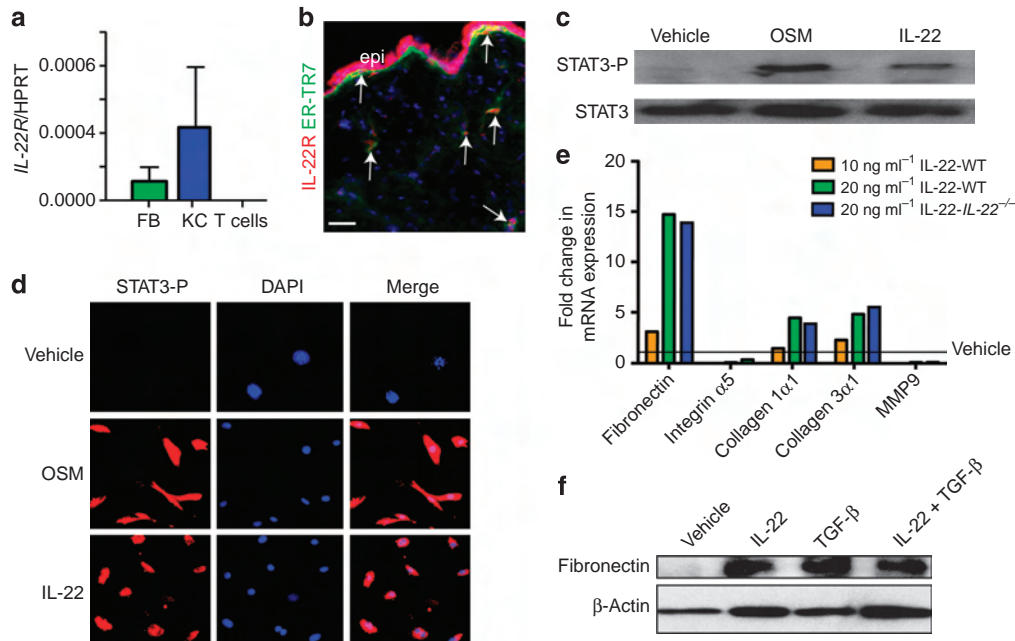 a
IL-22R/HPRT
0.0006
0.0004
0.0002
0.0000
FB KC T cells
b
IL-22R ER-TR7
epi
c
Vehicle OSM IL-22
STAT3-P
STAT3
d
STAT3-P DAPI Merge
Vehicle
OSM
IL-22
e
Fold change in
mRNA expression
20
15
10
5
0
10 ng ml⁻¹ IL-22-WT
20 ng ml⁻¹ IL-22-WT
20 ng ml⁻¹ IL-22-IL-22⁻/⁻
Vehicle
Fibronectin
Integrin α5
Collagen 1α1
Collagen 3α1
MMP9
f
Vehicle
IL-22
TGF-β
IL-22 + TGF-β
Fibronectin
β-Actin